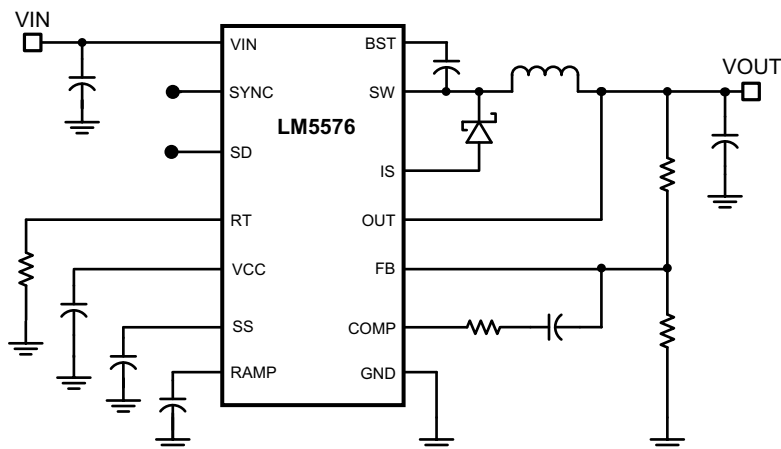 VIN
VOUT
LM5576
VIN
SYNC
SD
RT
VCC
SS
RAMP
BST
SW
IS
OUT
FB
COMP
GND